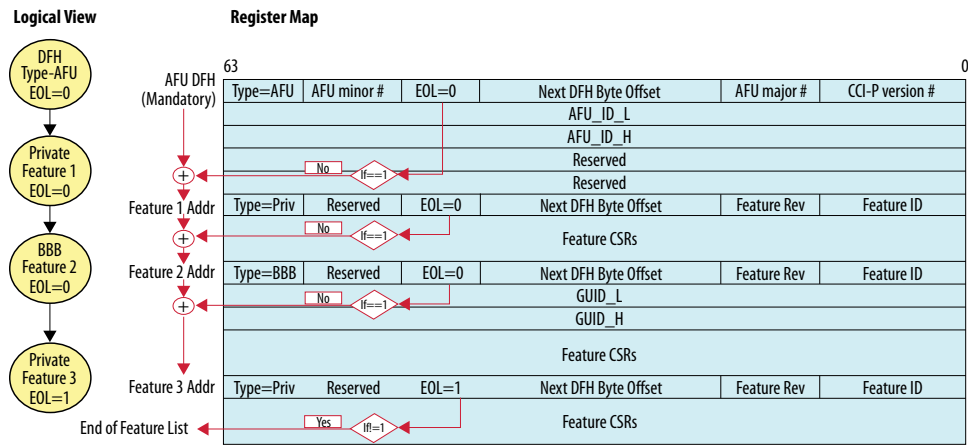 Logical View
Register Map
DFH
Type-AFU
EOL=0
Private
Feature 1
EOL=0
BBB
Feature 2
EOL=0
Private
Feature 3
EOL=1
63
0
AFU DFH
(Mandatory)
Type=AFU AFU minor # EOL=0 Next DFH Byte Offset AFU major # CCI-P version #
AFU_ID_L
AFU_ID_H
Reserved
No If==1
+
Reserved
Feature 1 Addr Type=Priv Reserved EOL=0 Next DFH Byte Offset Feature Rev Feature ID
No If==1
+
Feature CSRs
Feature 2 Addr Type=BBB Reserved EOL=0 Next DFH Byte Offset Feature Rev Feature ID
No If==1
+
GUID_L
GUID_H
Feature CSRs
Feature 3 Addr Type=Priv Reserved EOL=1 Next DFH Byte Offset Feature Rev Feature ID
End of Feature List Yes If!=1
Feature CSRs